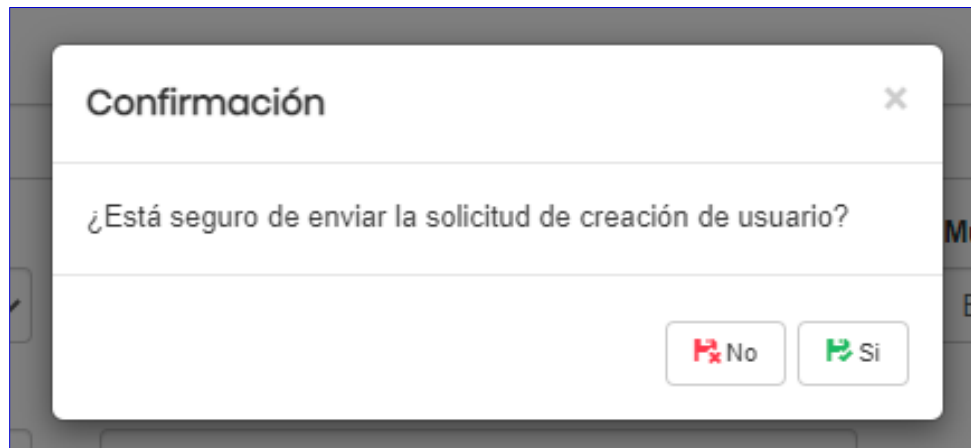 Confirmación ×
¿Está seguro de enviar la solicitud de creación de usuario?
No Si